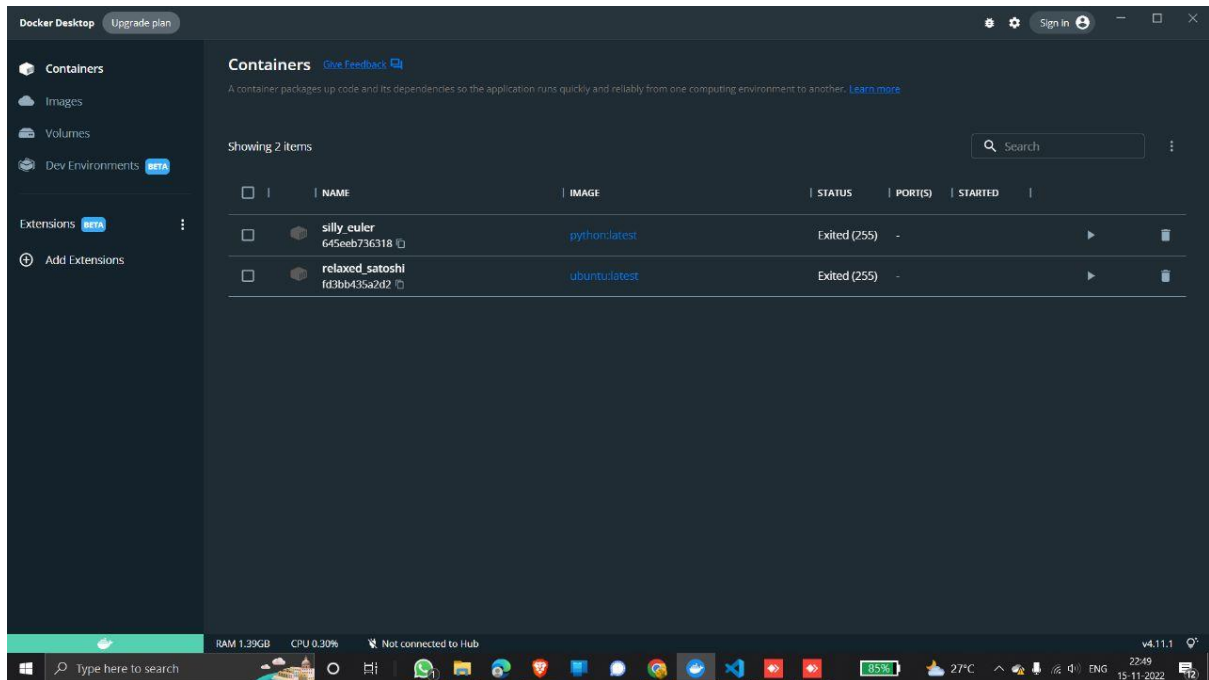 Docker Desktop Upgrade plan Sign in
Containers
Images
Volumes
Dev Environments BETA
Extensions BETA
Add Extensions
Containers Give Feedback
A container packages up code and its dependencies so the application runs quickly and reliably from one computing environment to another. Learn more
Showing 2 items Search
NAME IMAGE STATUS PORT(S) STARTED
silly_euler python:latest Exited (255) -
645eeb736318
relaxed_satoshi ubuntu:latest Exited (255) -
fd3bb435a2d2
RAM 1.39GB CPU 0.30% Not connected to Hub v4.11.1
Type here to search 1 85% 27°C ENG 22:49
15-11-2022 12